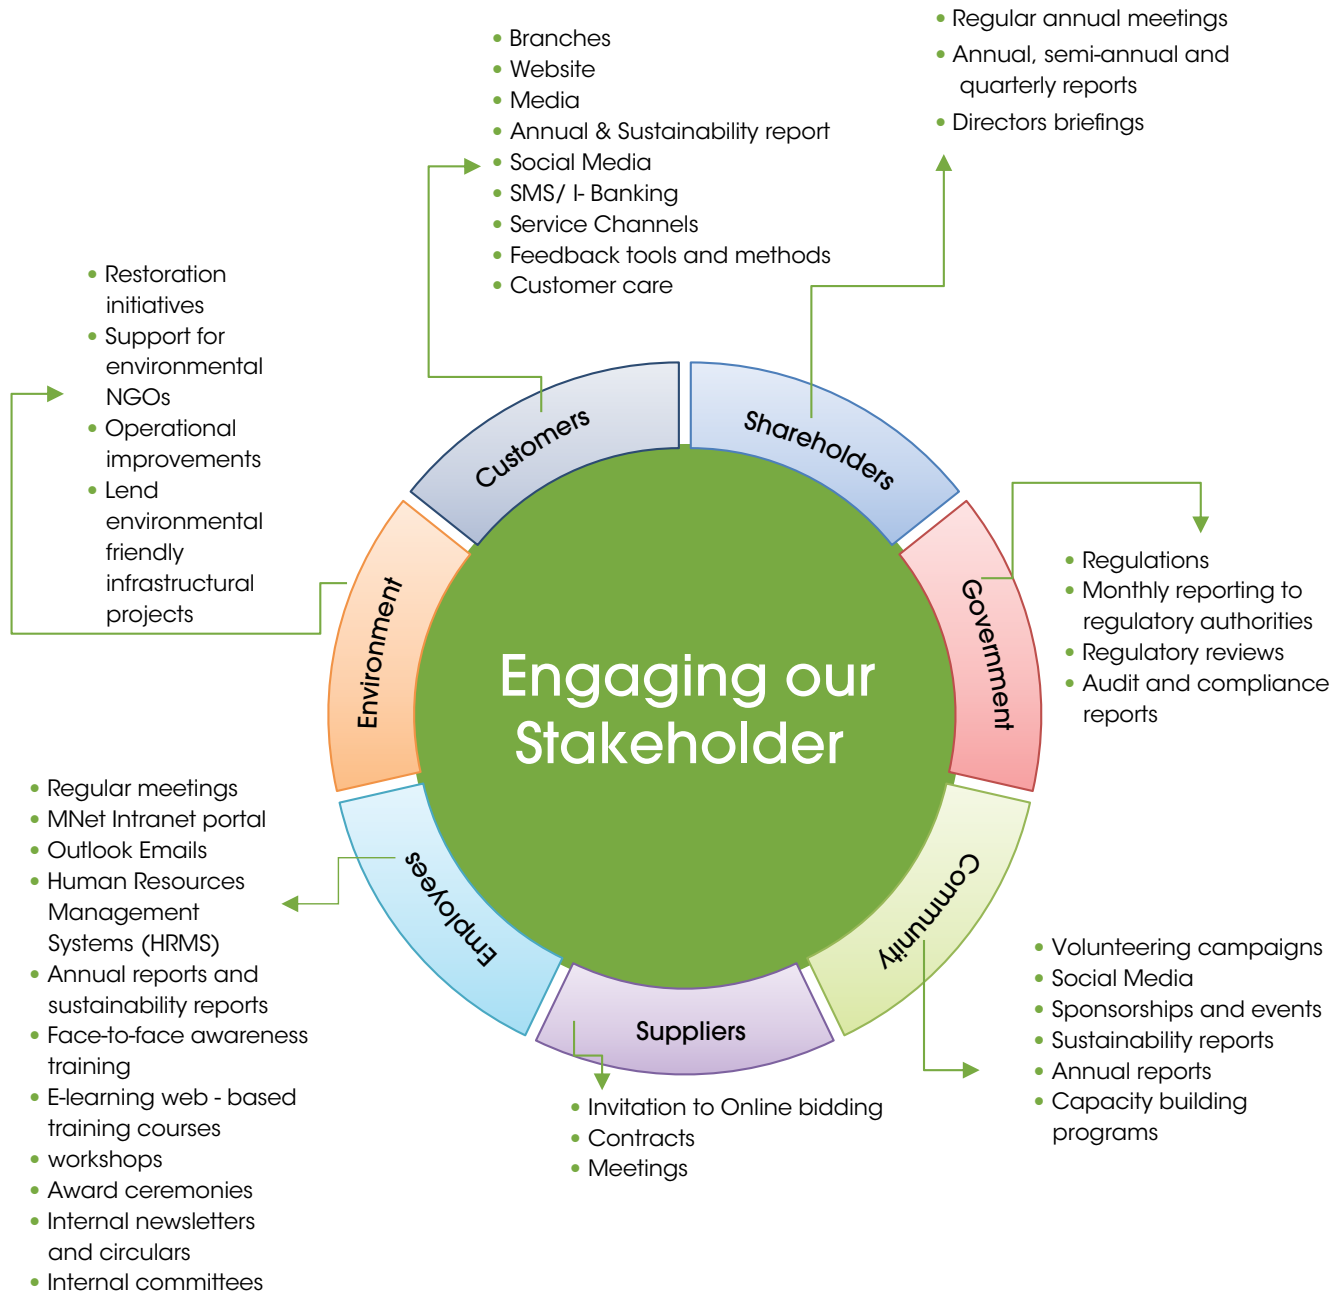 • Regular annual meetings
• Annual, semi-annual and
quarterly reports
• Directors briefings
• Branches
• Website
• Media
• Annual & Sustainability report
• Social Media
• SMS/ I- Banking
• Service Channels
• Feedback tools and methods
• Customer care
• Restoration
initiatives
• Support for
environmental
NGOs
• Operational
improvements
• Lend
environmental
friendly
infrastructural
projects
Customers
Shareholders
Environment
Government
Engaging our
Stakeholder
• Regulations
• Monthly reporting to
regulatory authorities
• Regulatory reviews
• Audit and compliance
reports
Employees
Community
Suppliers
• Regular meetings
• MNet Intranet portal
• Outlook Emails
• Human Resources
Management
Systems (HRMS)
• Annual reports and
sustainability reports
• Face-to-face awareness
training
• E-learning web - based
training courses
• workshops
• Award ceremonies
• Internal newsletters
and circulars
• Internal committees
• Invitation to Online bidding
• Contracts
• Meetings
• Volunteering campaigns
• Social Media
• Sponsorships and events
• Sustainability reports
• Annual reports
• Capacity building
programs